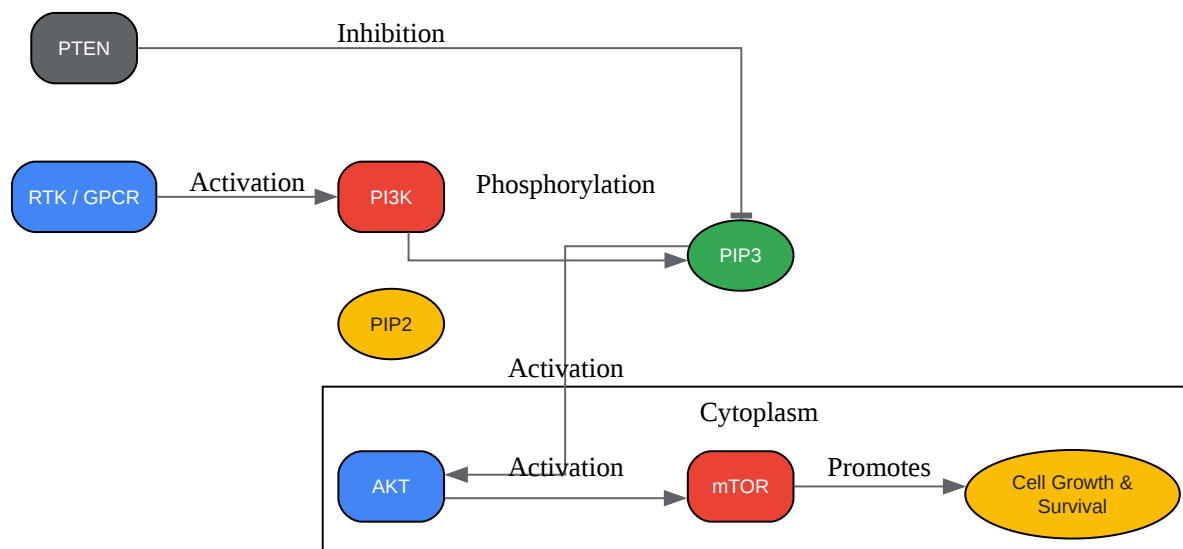 PTEN
Inhibition
RTK / GPCR
Activation
PI3K
Phosphorylation
PIP3
PIP2
Activation
Cytoplasm
AKT
Activation
mTOR
Promotes
Cell Growth &
Survival